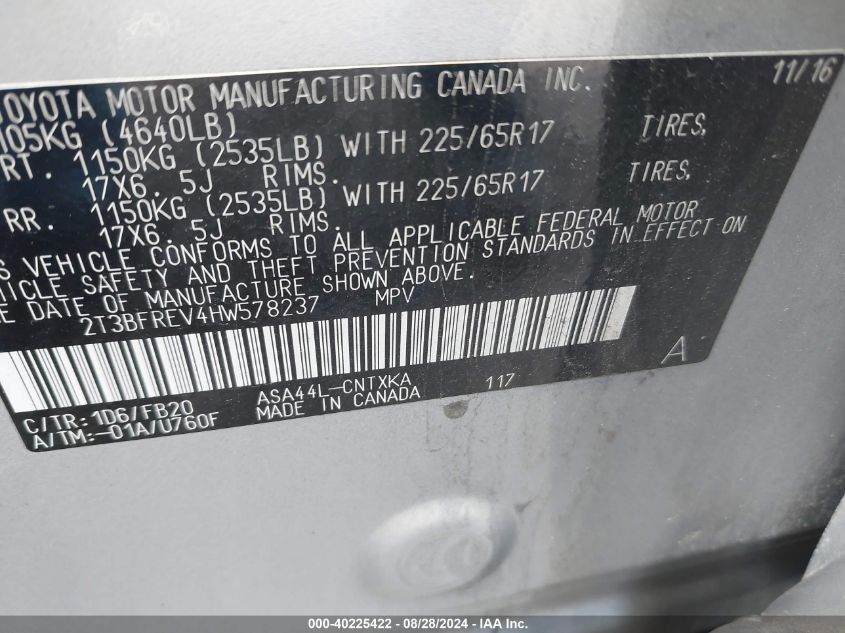 TOYOTA MOTOR MANUFACTURING CANADA INC. 11/16
105KG (4640LB)
RT. 1150KG (2535LB) WITH 225/65R17 TIRES,
17X6. 5J RIMS.
RR. 1150KG (2535LB) WITH 225/65R17 TIRES,
17X6. 5J RIMS.
S VEHICLE CONFORMS TO ALL APPLICABLE FEDERAL MOTOR
ICLE SAFETY AND THEFT PREVENTION STANDARDS IN EFFECT ON
E DATE OF MANUFACTURE SHOWN ABOVE.
2T3BFREV4HW578237 MPV
A
C/TR: 1D6/FB20 ASA44L-CNTXKA 117
A/TM:-01A/U760F MADE IN CANADA
000-40225422 - 08/28/2024 - IAA Inc.